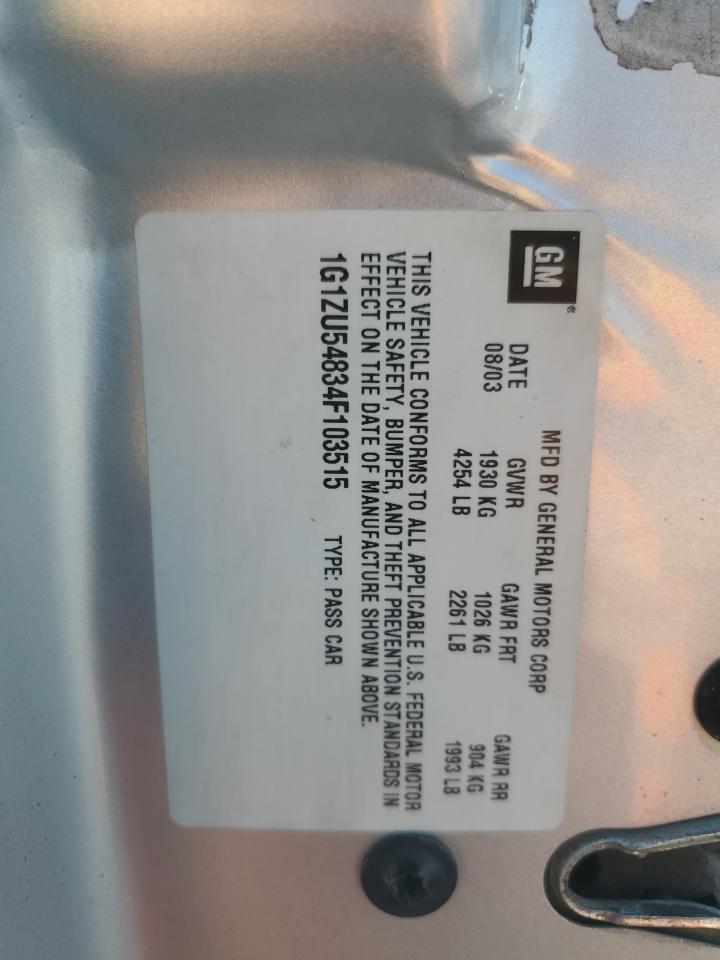 GM
®
MFD BY GENERAL MOTORS CORP
DATE GVWR GAWR FRT GAWR RR
08/03 1930 KG 1026 KG 904 KG
4254 LB 2261 LB 1993 LB
THIS VEHICLE CONFORMS TO ALL APPLICABLE U.S. FEDERAL MOTOR
VEHICLE SAFETY, BUMPER, AND THEFT PREVENTION STANDARDS IN
EFFECT ON THE DATE OF MANUFACTURE SHOWN ABOVE.
1G1ZU54834F103515 TYPE: PASS CAR